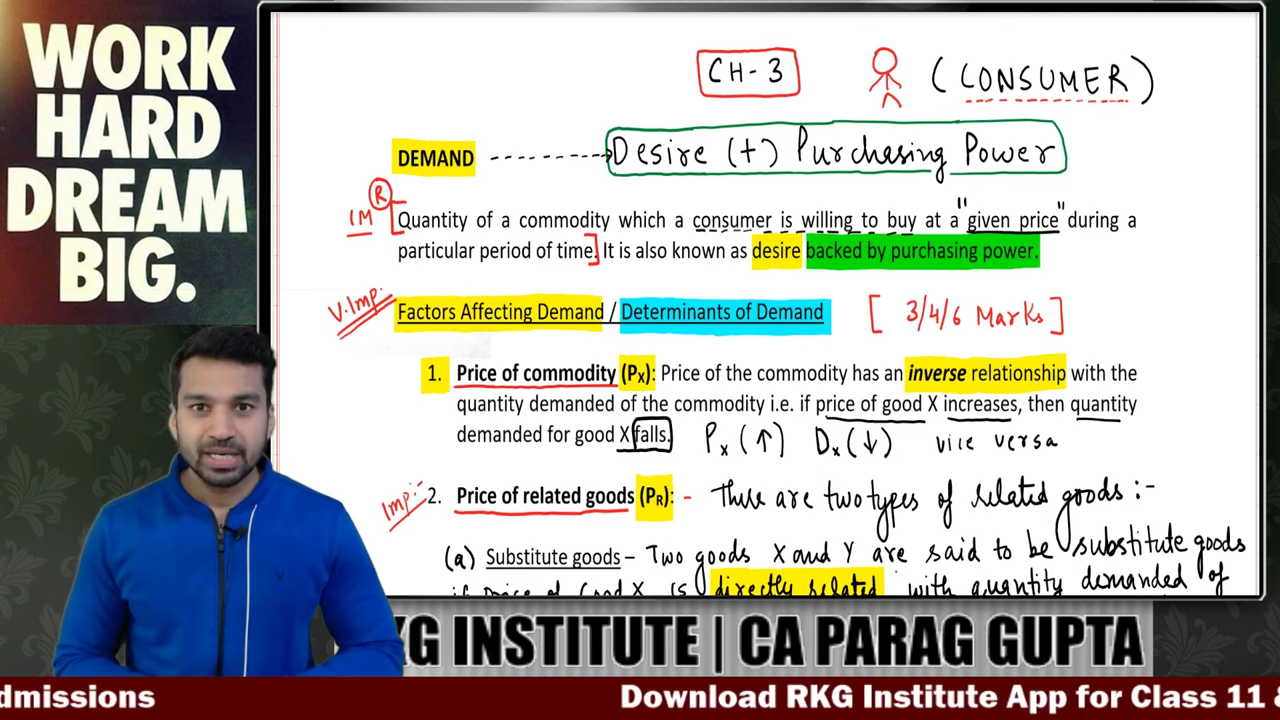 WORK
HARD
DREAM
BIG.
CH-3
(CONSUMER)
DEMAND Desire (+) Purchasing Power
1M R Quantity of a commodity which a consumer is willing to buy at a "given price" during a
particular period of time. It is also known as desire backed by purchasing power.
V.Imp. Factors Affecting Demand / Determinants of Demand [ 3/4/6 Marks ]
1. Price of commodity (Px): Price of the commodity has an inverse relationship with the
quantity demanded of the commodity i.e. if price of good X increases, then quantity
demanded for good X falls. Px (↑) Dx (↓) vice versa
Imp:- 2. Price of related goods (PR): - There are two types of related goods :-
(a) Substitute goods – Two goods X and Y are said to be substitute goods
if price of Good X is directly related with quantity demanded of
KG INSTITUTE | CA PARAG GUPTA
dmissions Download RKG Institute App for Class 11 &